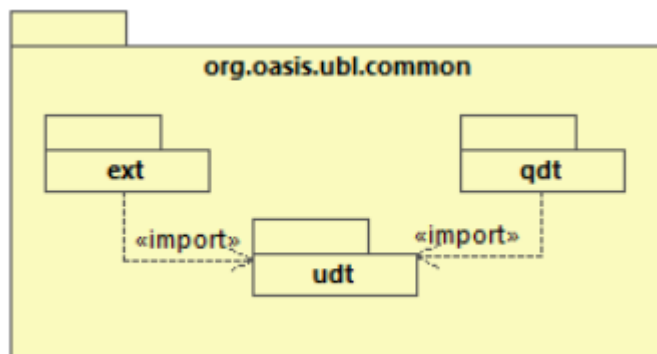 org.oasis.ubl.common
ext
qdt
«import»
«import»
udt